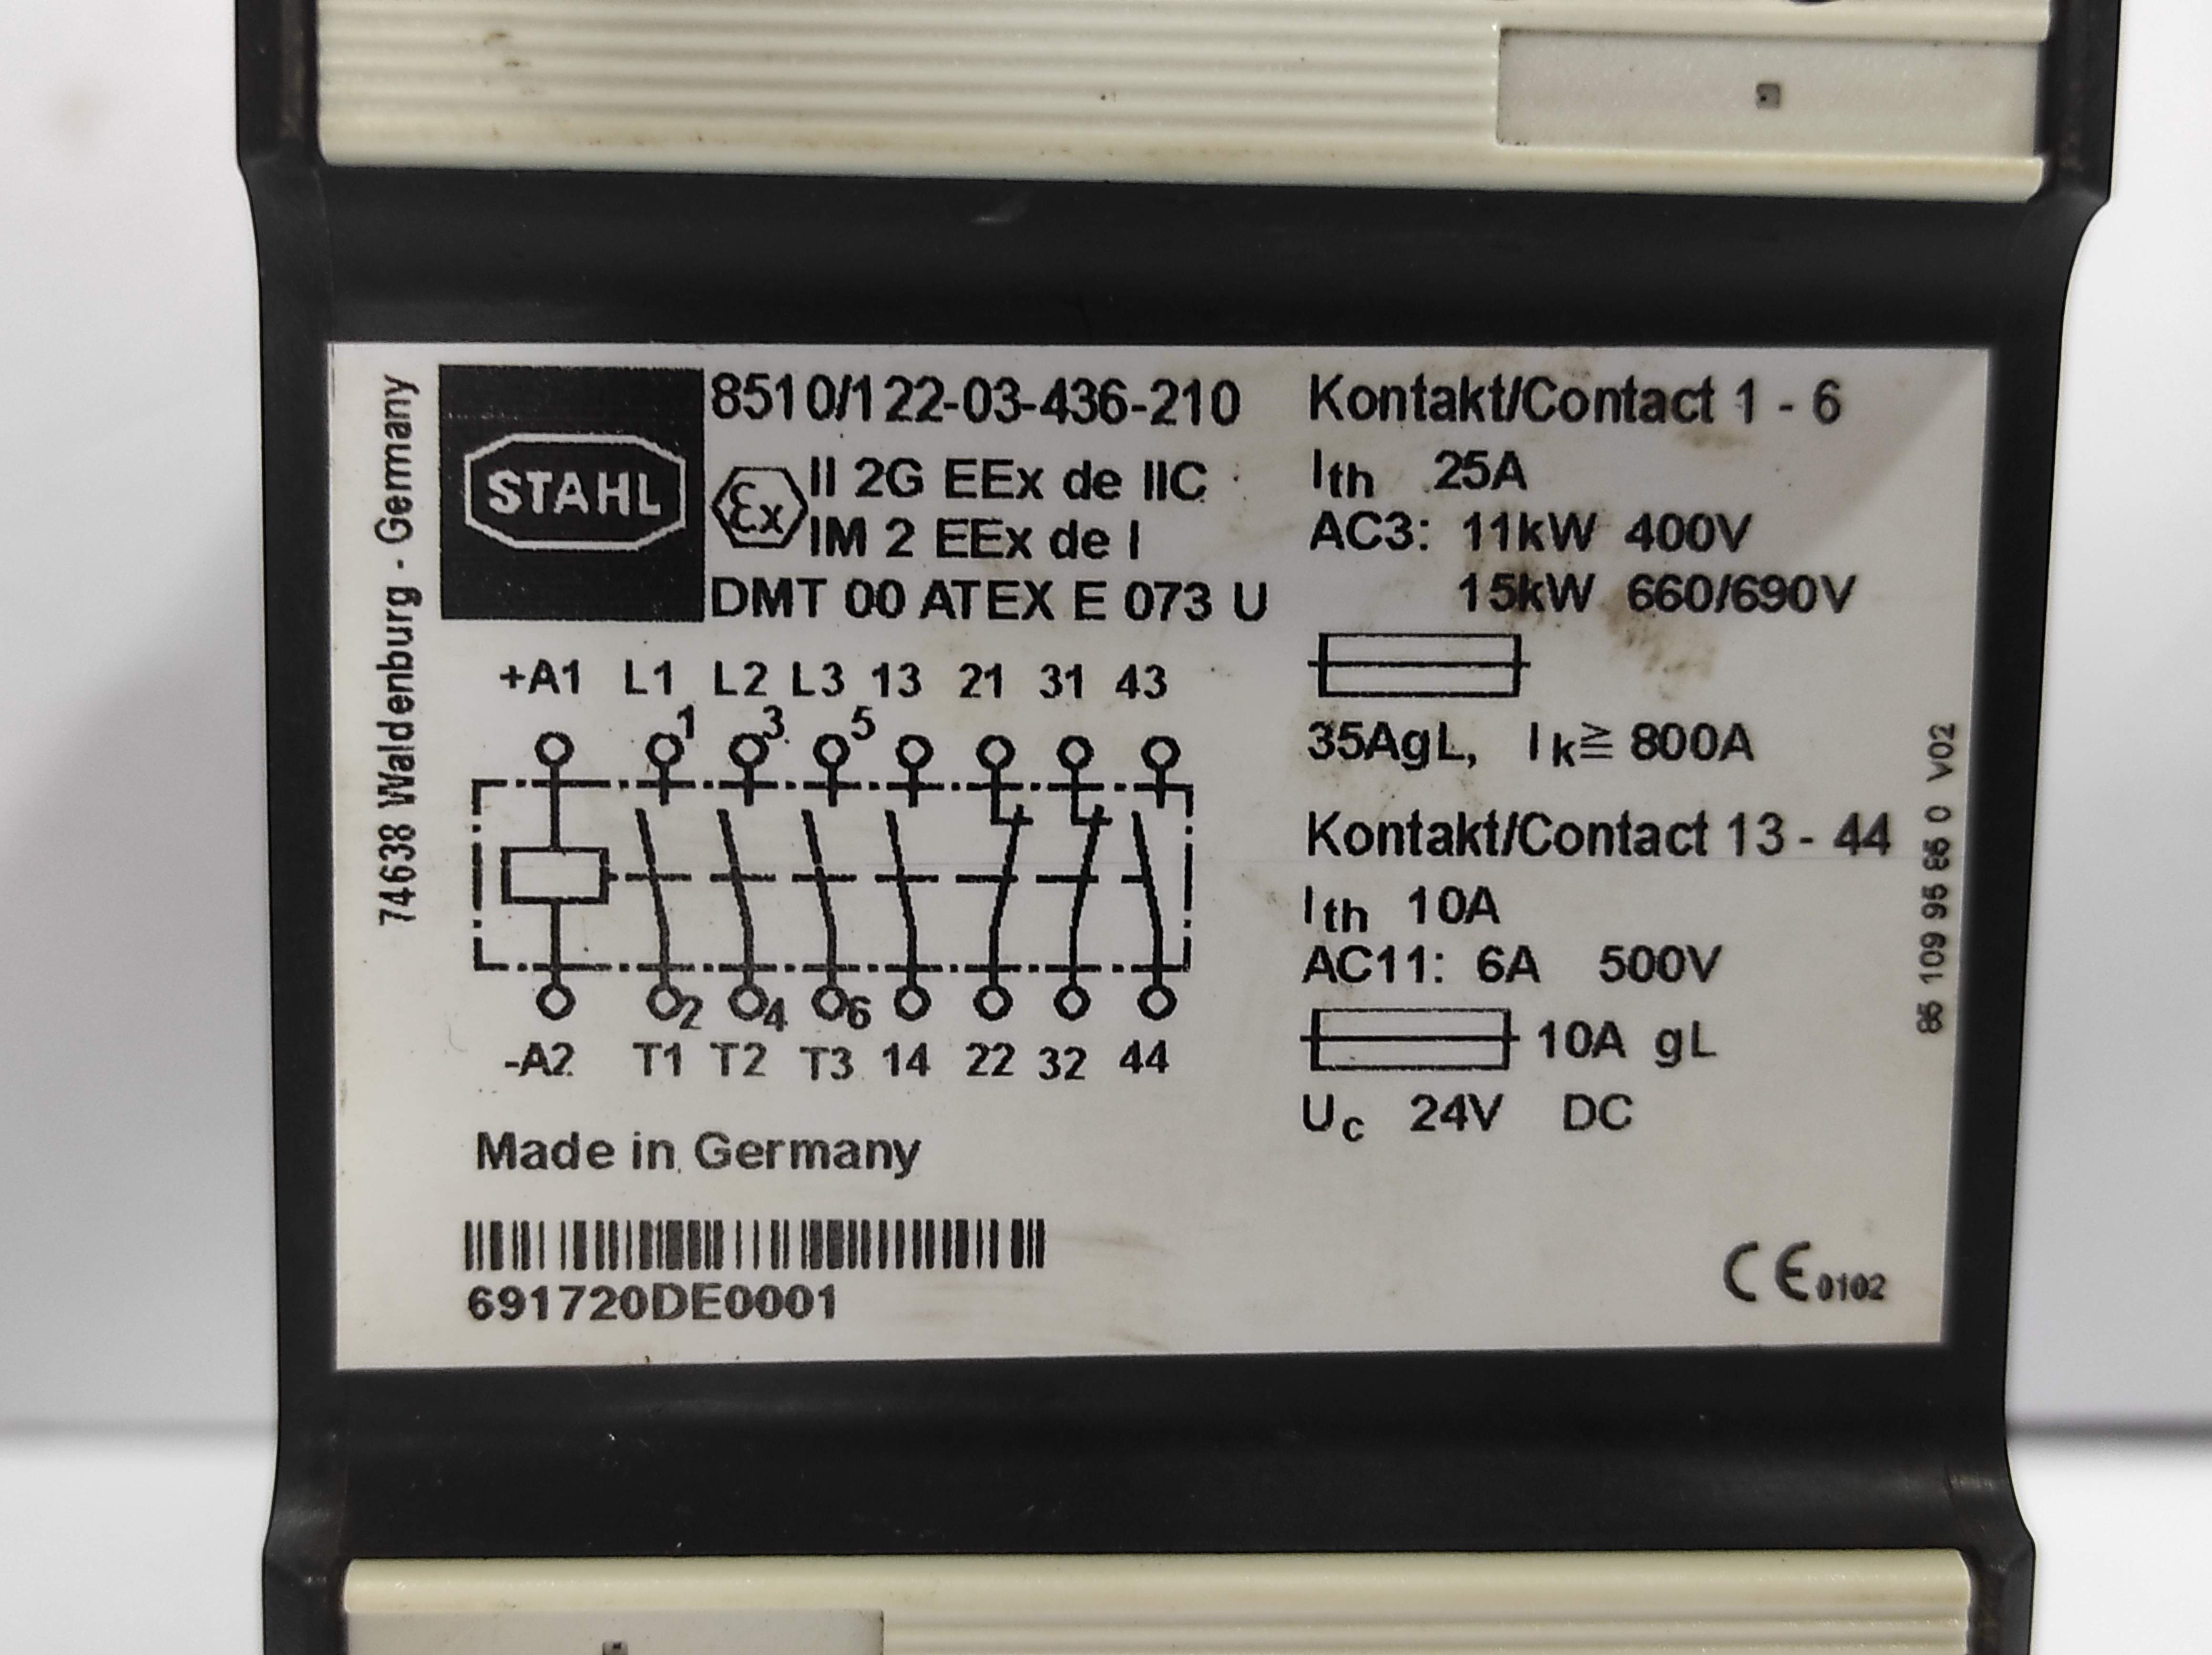 74638 Waldenburg - Germany
STAHL
8510/122-03-436-210
Ex II 2G EEx de IIC
IM 2 EEx de I
DMT 00 ATEX E 073 U
+A1 L1 L2 L3 13 21 31 43
1 3 5
2 4 6
-A2 T1 T2 T3 14 22 32 44
Made in Germany
691720DE0001
Kontakt/Contact 1 - 6
Ith 25A
AC3: 11kW 400V
15kW 660/690V
35AgL, Ik≧ 800A
Kontakt/Contact 13 - 44
Ith 10A
AC11: 6A 500V
10A gL
Uc 24V DC
CE 0102
109 95 V02